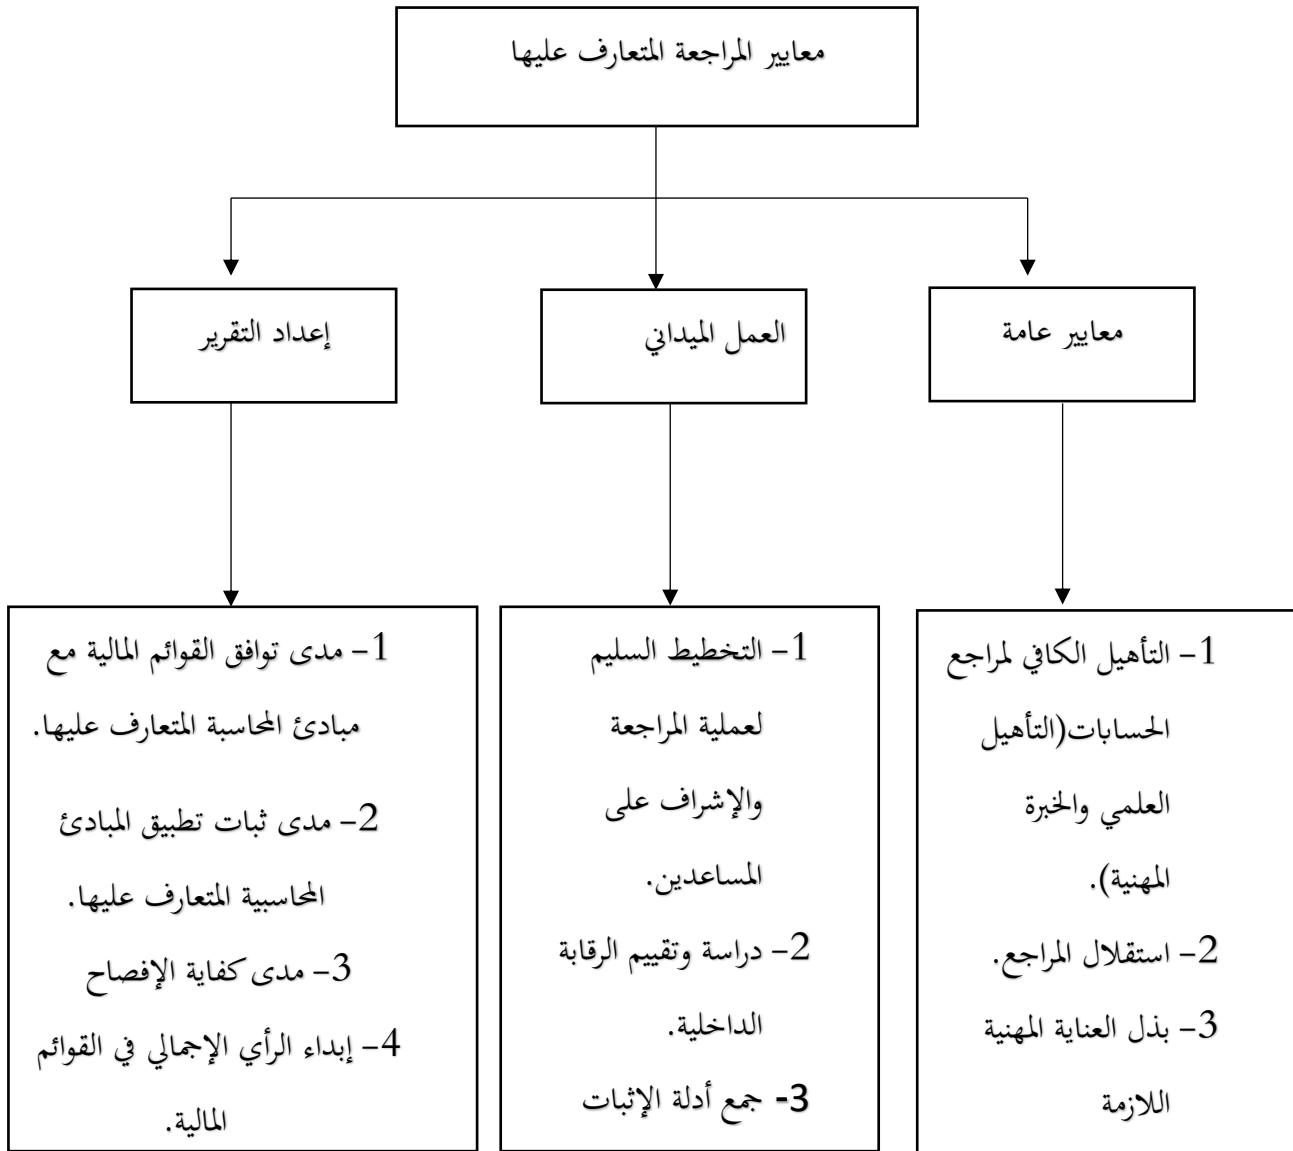 معايير المراجعة المتعارف عليها
معايير عامة
العمل الميداني
إعداد التقرير
1- التأهيل الكافي لمراجع
الحسابات(التأهيل
العلمي والخبرة
المهنية).
2- استقلال المراجع.
3- بذل العناية المهنية
اللازمة
1- التخطيط السليم
لعملية المراجعة
والإشراف على
المساعدين.
2- دراسة وتقييم الرقابة
الداخلية.
3- جمع أدلة الإثبات
1- مدى توافق القوائم المالية مع
مبادئ المحاسبة المتعارف عليها.
2- مدى ثبات تطبيق المبادئ
المحاسبية المتعارف عليها.
3- مدى كفاية الإفصاح
4- إبداء الرأي الإجمالي في القوائم
المالية.